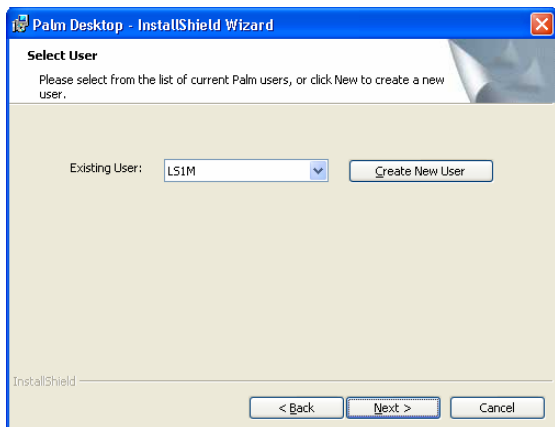 Palm Desktop - InstallShield Wizard
Select User
Please select from the list of current Palm users, or click New to create a new
user.
Existing User: LS1M Create New User
InstallShield
< Back Next > Cancel